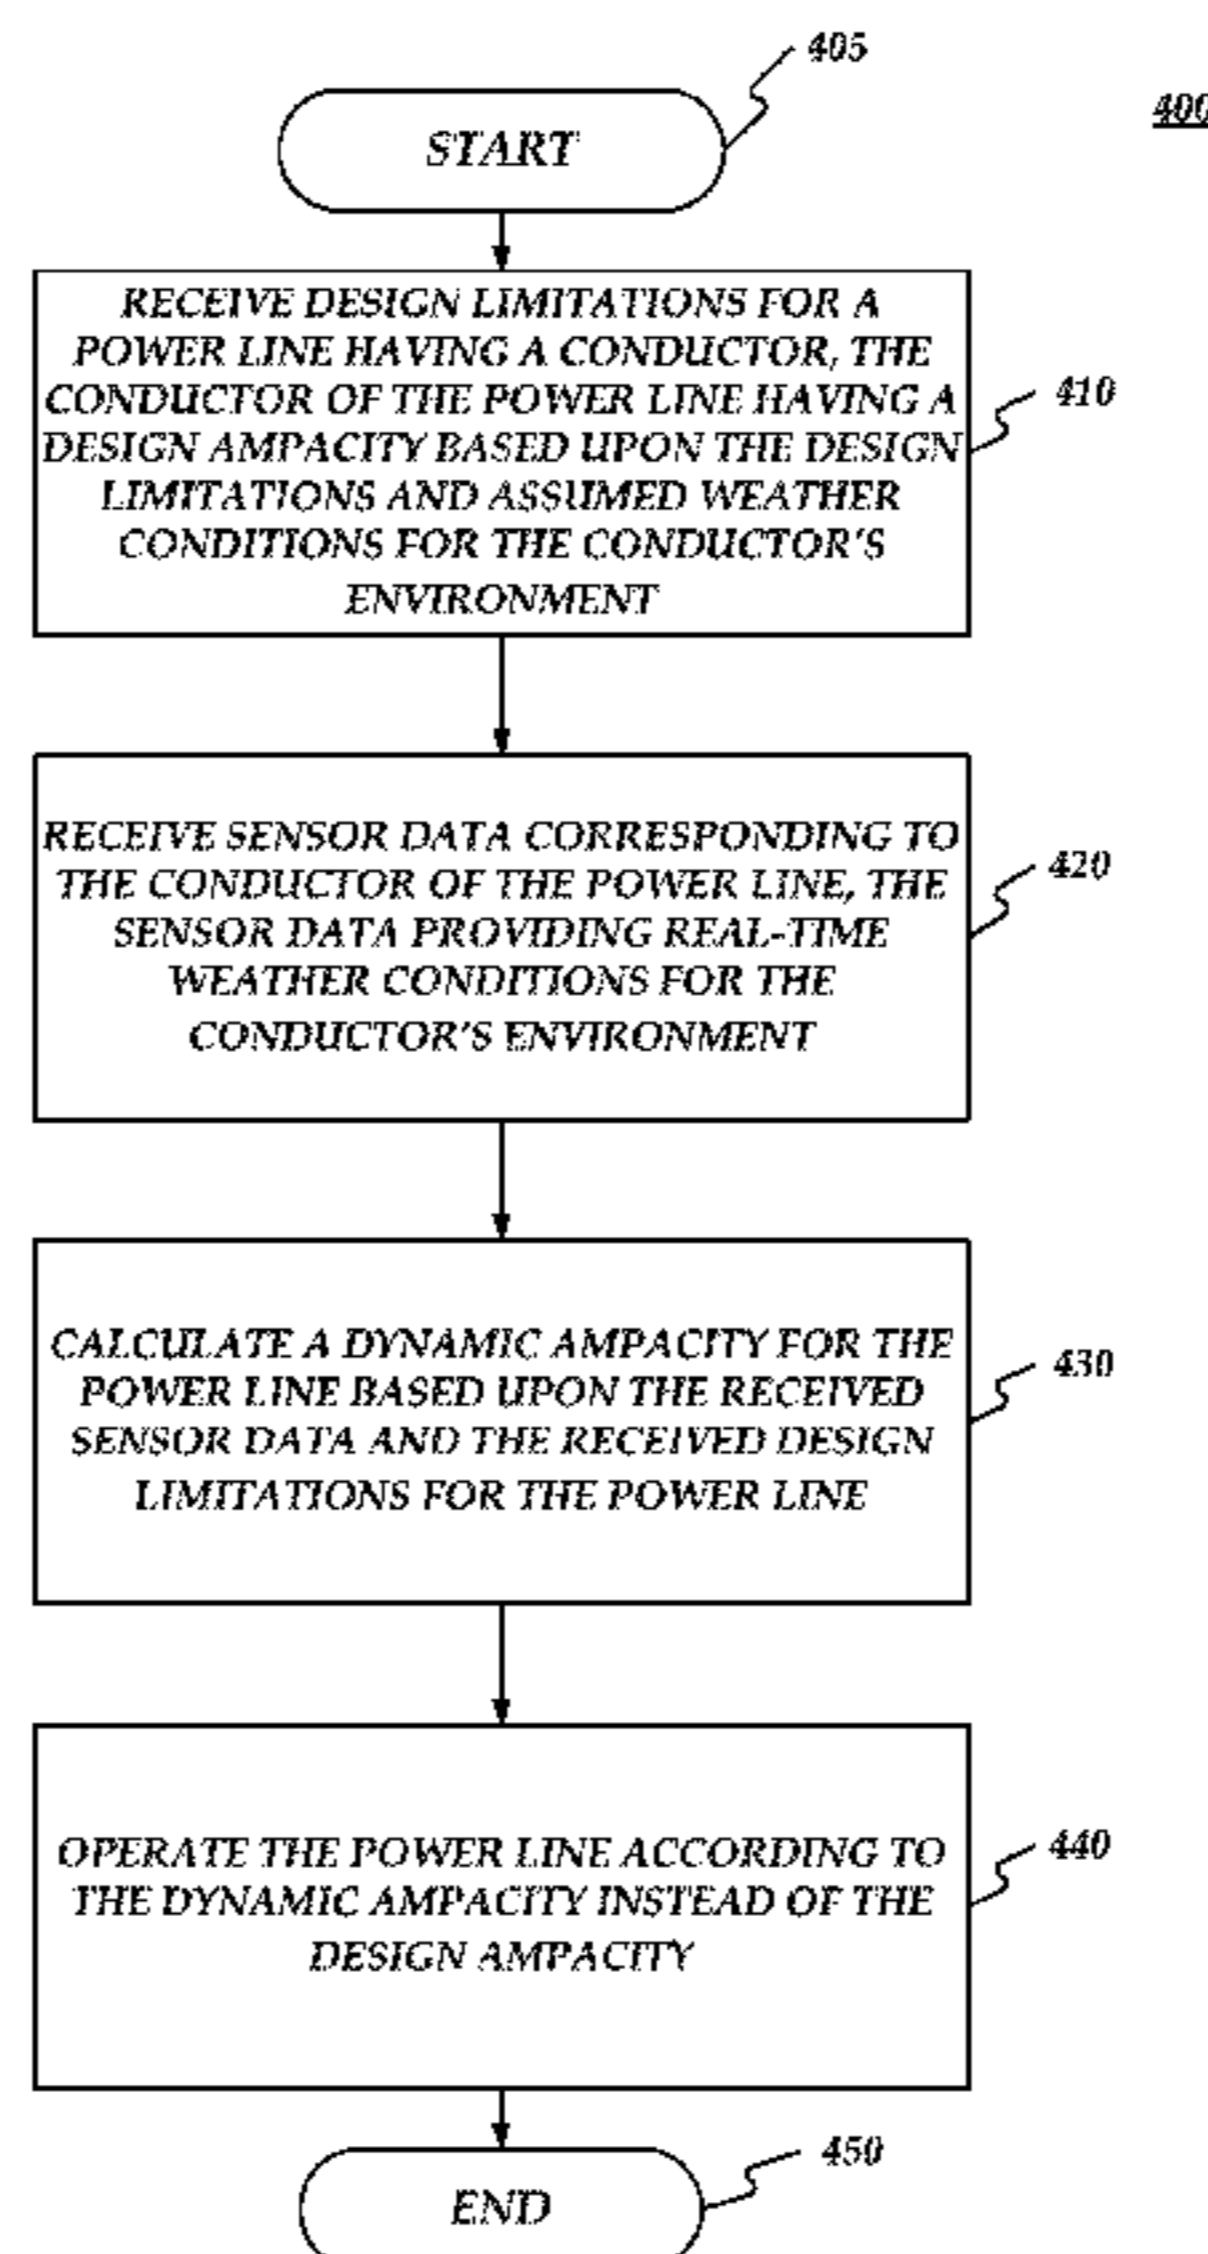 405
400
START
RECEIVE DESIGN LIMITATIONS FOR A
POWER LINE HAVING A CONDUCTOR, THE
CONDUCTOR OF THE POWER LINE HAVING A
DESIGN AMPACITY BASED UPON THE DESIGN
LIMITATIONS AND ASSUMED WEATHER
CONDITIONS FOR THE CONDUCTOR'S
ENVIRONMENT
410
RECEIVE SENSOR DATA CORRESPONDING TO
THE CONDUCTOR OF THE POWER LINE, THE
SENSOR DATA PROVIDING REAL-TIME
WEATHER CONDITIONS FOR THE
CONDUCTOR'S ENVIRONMENT
420
CALCULATE A DYNAMIC AMPACITY FOR THE
POWER LINE BASED UPON THE RECEIVED
SENSOR DATA AND THE RECEIVED DESIGN
LIMITATIONS FOR THE POWER LINE
430
OPERATE THE POWER LINE ACCORDING TO
THE DYNAMIC AMPACITY INSTEAD OF THE
DESIGN AMPACITY
440
450
END